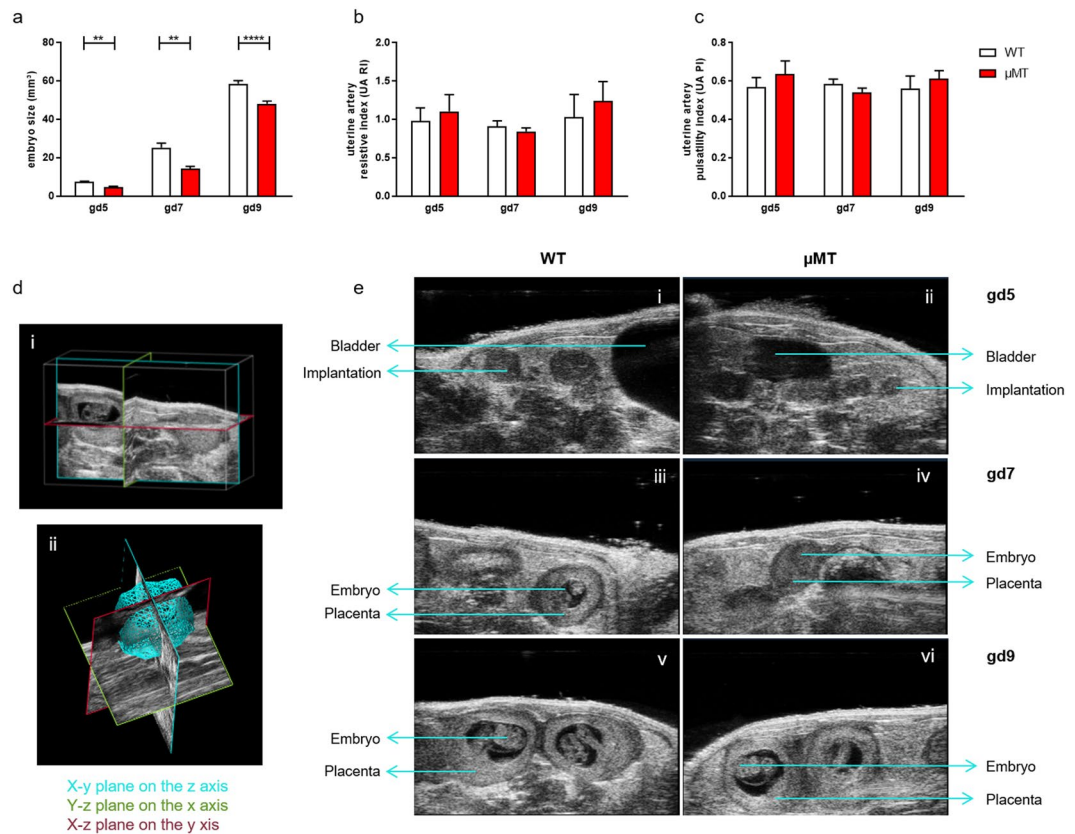 a
** ** ****
embryo size (mm²)
80
60
40
20
0
gd5 gd7 gd9
b
uterine artery
resistive index (UA RI)
2.0
1.5
1.0
0.5
0.0
gd5 gd7 gd9
c
uterine artery
pulsatility index (UA PI)
0.8
0.6
0.4
0.2
0.0
gd5 gd7 gd9
WT
µMT
d
i
ii
X-y plane on the z axis
Y-z plane on the x axis
X-z plane on the y xis
e
WT µMT
i ii gd5
Bladder
Implantation
Bladder
Implantation
iii iv gd7
Embryo
Placenta
Embryo
Placenta
v vi gd9
Embryo
Placenta
Embryo
Placenta